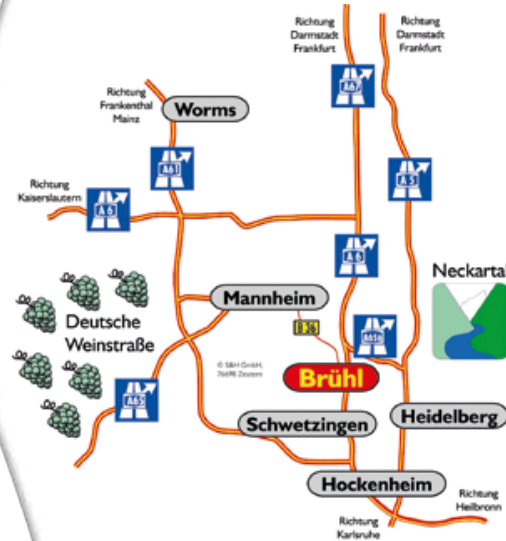 Richtung
Darmstadt
Frankfurt
Richtung
Darmstadt
Frankfurt
A67
Richtung
Frankenthal
Mainz
Worms
A61
A5
Richtung
Kaiserslautern
A6
A6
Neckartal
Mannheim
B36
Deutsche
Weinstraße
A656
© S&H GmbH,
76698 Zeutern
Brühl
A65
Schwetzingen
Heidelberg
Hockenheim
Richtung
Heilbronn
Richtung
Karlsruhe